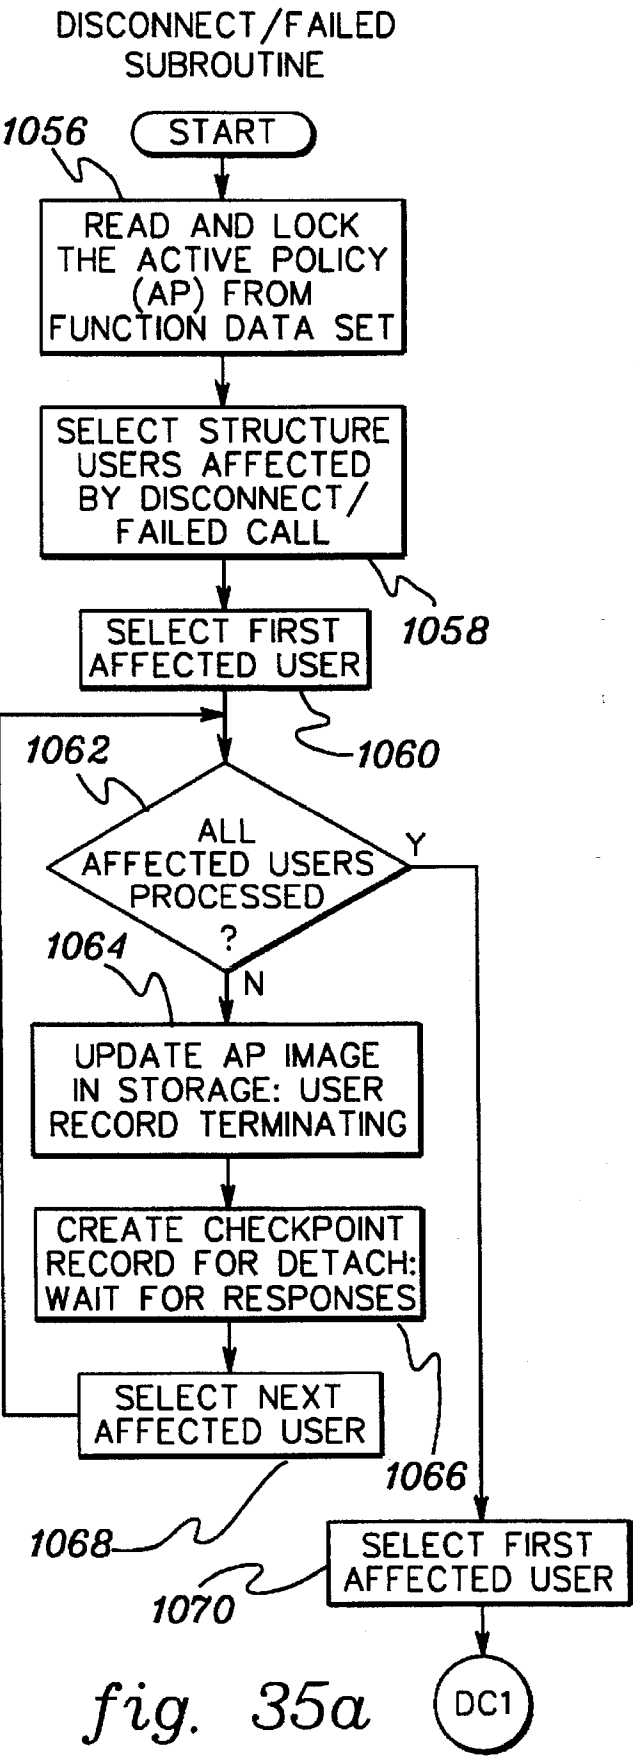 DISCONNECT/FAILED
SUBROUTINE
START
1056
READ AND LOCK
THE ACTIVE POLICY
(AP) FROM
FUNCTION DATA SET
SELECT STRUCTURE
USERS AFFECTED
BY DISCONNECT/
FAILED CALL
1058
SELECT FIRST
AFFECTED USER
1060
1062
ALL
AFFECTED USERS
PROCESSED
?
Y
N
1064
UPDATE AP IMAGE
IN STORAGE: USER
RECORD TERMINATING
CREATE CHECKPOINT
RECORD FOR DETACH:
WAIT FOR RESPONSES
1066
SELECT NEXT
AFFECTED USER
1068
SELECT FIRST
AFFECTED USER
1070
DC1
fig. 35a